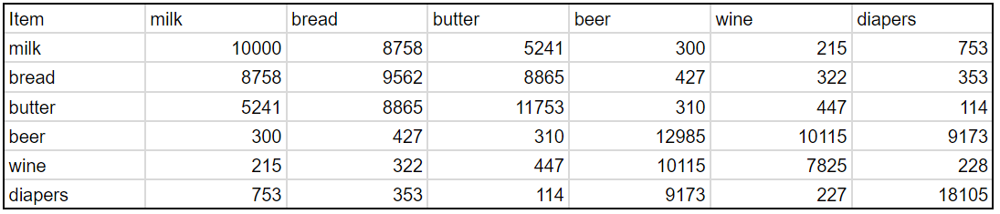 Item milk bread butter beer wine diapers
milk 10000 8758 5241 300 215 753
bread 8758 9562 8865 427 322 353
butter 5241 8865 11753 310 447 114
beer 300 427 310 12985 10115 9173
wine 215 322 447 10115 7825 228
diapers 753 353 114 9173 227 18105